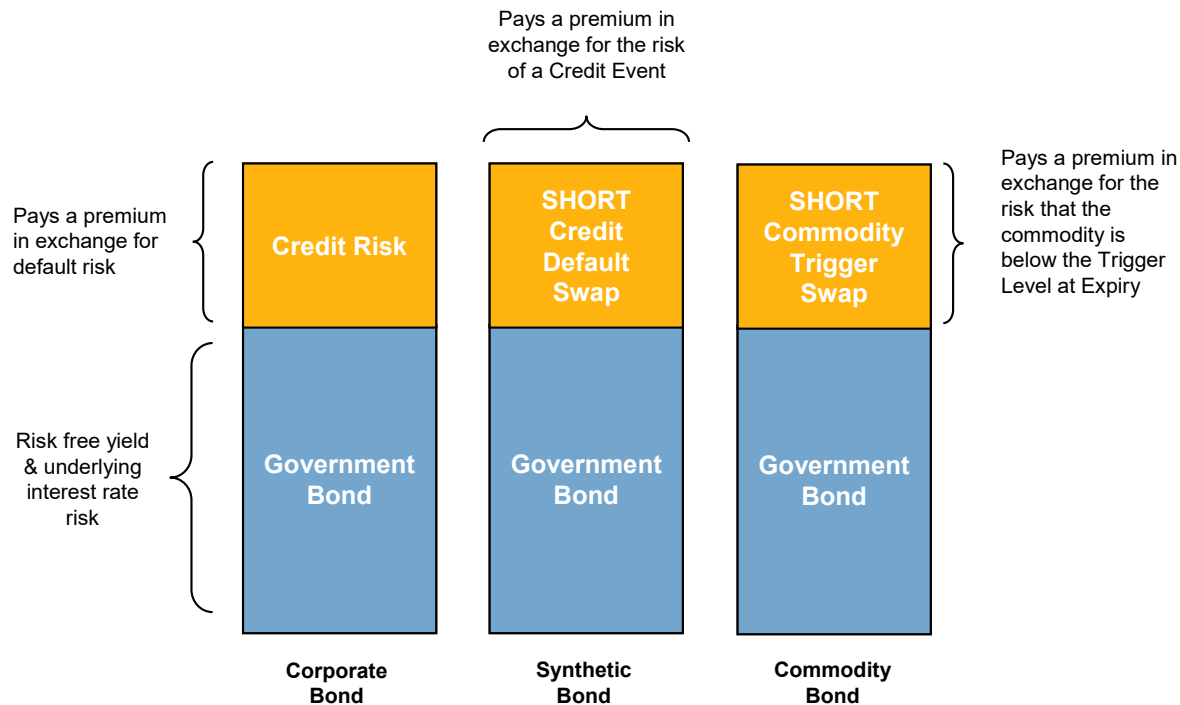 Pays a premium in
exchange for the risk
of a Credit Event
Pays a premium
in exchange for
default risk
Credit Risk
SHORT
Credit
Default
Swap
SHORT
Commodity
Trigger
Swap
Pays a premium in
exchange for the
risk that the
commodity is
below the Trigger
Level at Expiry
Risk free yield
& underlying
interest rate
risk
Government
Bond
Government
Bond
Government
Bond
Corporate
Bond
Synthetic
Bond
Commodity
Bond